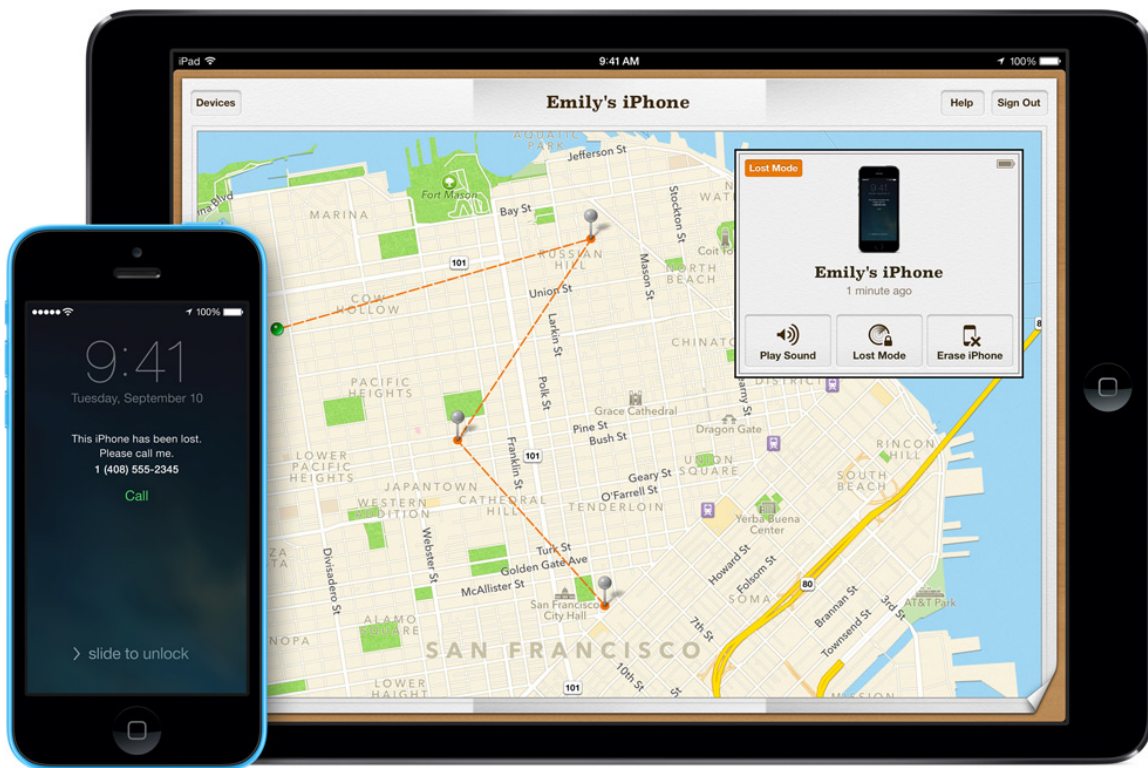 iPad
9:41 AM
100%
Devices
Emily's iPhone
Help
Sign Out
AQUATIC
PARK
Jefferson St
Fort Mason
MARINA
Bay St
Stockton St
Coit
RUSSIAN
HILL
101
NORTH
BEACH
Mason St
COW
HOLLOW
Union St
Larkin St
PACIFIC
HEIGHTS
Polk St
Grace Cathedral
Dragon Gate
DISTRICT
Pine St
Bush St
Franklin St
101
LOWER
PACIFIC
HEIGHTS
UNION
SQUARE
RINCON
HILL
SOUTH
BEACH
Geary St
O'Farrell St
JAPANTOWN
CATHEDRAL
HILL
TENDERLOIN
WESTERN
ADDITION
Yerba Buena
Center
Webster St
Divisadero St
Turk St
Golden Gate Ave
McAllister St
Howard St
Folsom St
80
San Francisco
City Hall
SOMA
AT&T Park
Brannan St
3rd St
Townsend St
ALAMO
SQUARE
7th St
SAN FRANCISCO
10th St
LOWER
HAIGHT
101
MISSION
Lost Mode
Emily's iPhone
1 minute ago
Play Sound
Lost Mode
Erase iPhone
100%
9:41
Tuesday, September 10
This iPhone has been lost.
Please call me.
1 (408) 555-2345
Call
> slide to unlock